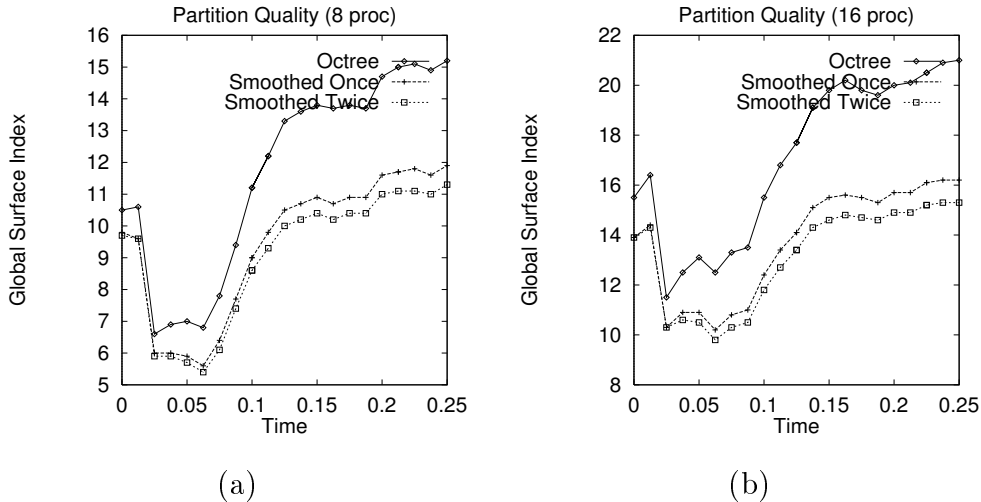 Partition Quality (8 proc)
16
15
14
13
12
11
10
9
8
7
6
5
Global Surface Index
Octree
Smoothed Once
Smoothed Twice
0
0.05
0.1
0.15
0.2
0.25
Time
(a)
Partition Quality (16 proc)
22
20
18
16
14
12
10
8
Global Surface Index
Octree
Smoothed Once
Smoothed Twice
0
0.05
0.1
0.15
0.2
0.25
Time
(b)